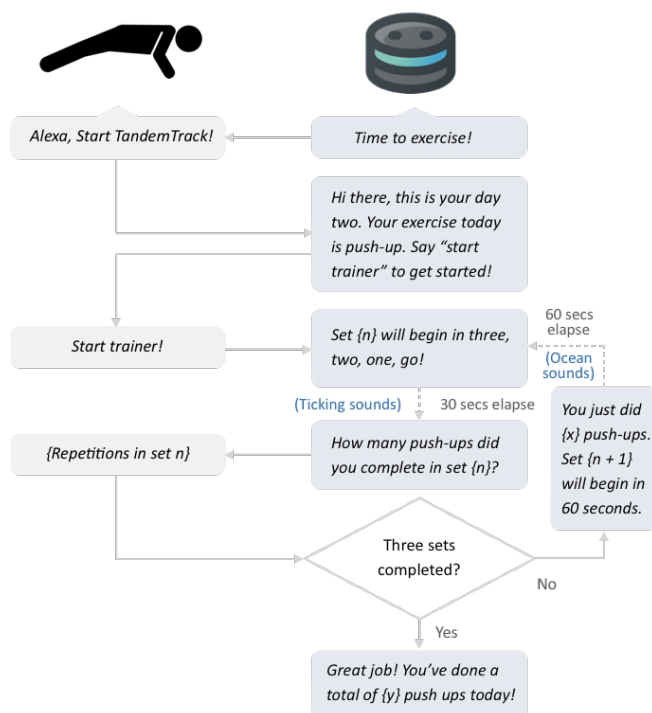 Alexa, Start TandemTrack!
Time to exercise!
Hi there, this is your day
two. Your exercise today
is push-up. Say “start
trainer” to get started!
Start trainer!
Set {n} will begin in three,
two, one, go!
60 secs
elapse
(Ocean
sounds)
(Ticking sounds)
30 secs elapse
You just did
{x} push-ups.
Set {n + 1}
will begin in
60 seconds.
{Repetitions in set n}
How many push-ups did
you complete in set {n}?
Three sets
completed?
No
Yes
Great job! You’ve done a
total of {y} push ups today!